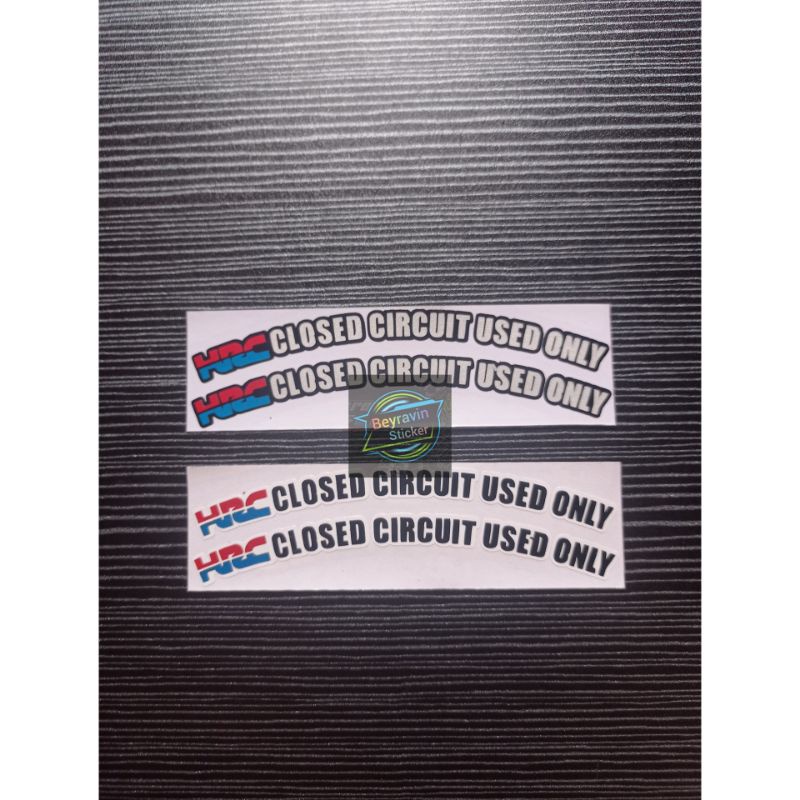 HRC CLOSED CIRCUIT USED ONLY
HRC CLOSED CIRCUIT USED ONLY
Beyravin
Sticker
HRC CLOSED CIRCUIT USED ONLY
HRC CLOSED CIRCUIT USED ONLY